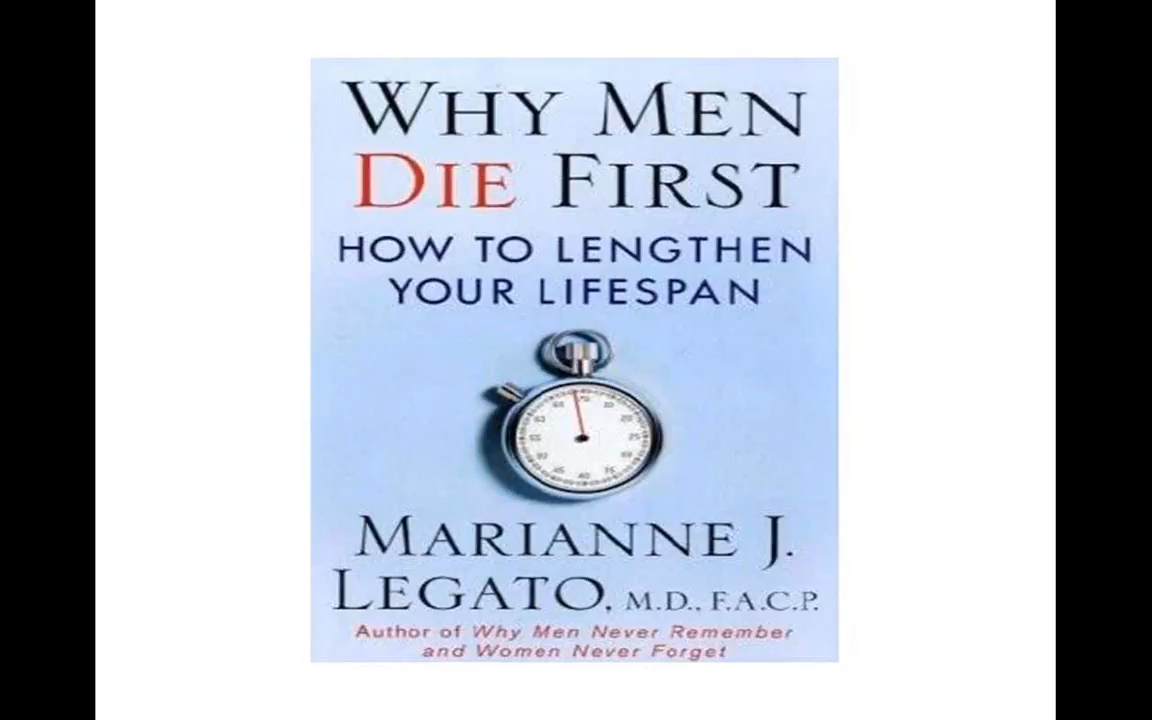 WHY MEN
DIE FIRST
HOW TO LENGTHEN
YOUR LIFESPAN
MARIANNE J.
LEGATO, M.D., F.A.C.P.
Author of Why Men Never Remember
and Women Never Forget